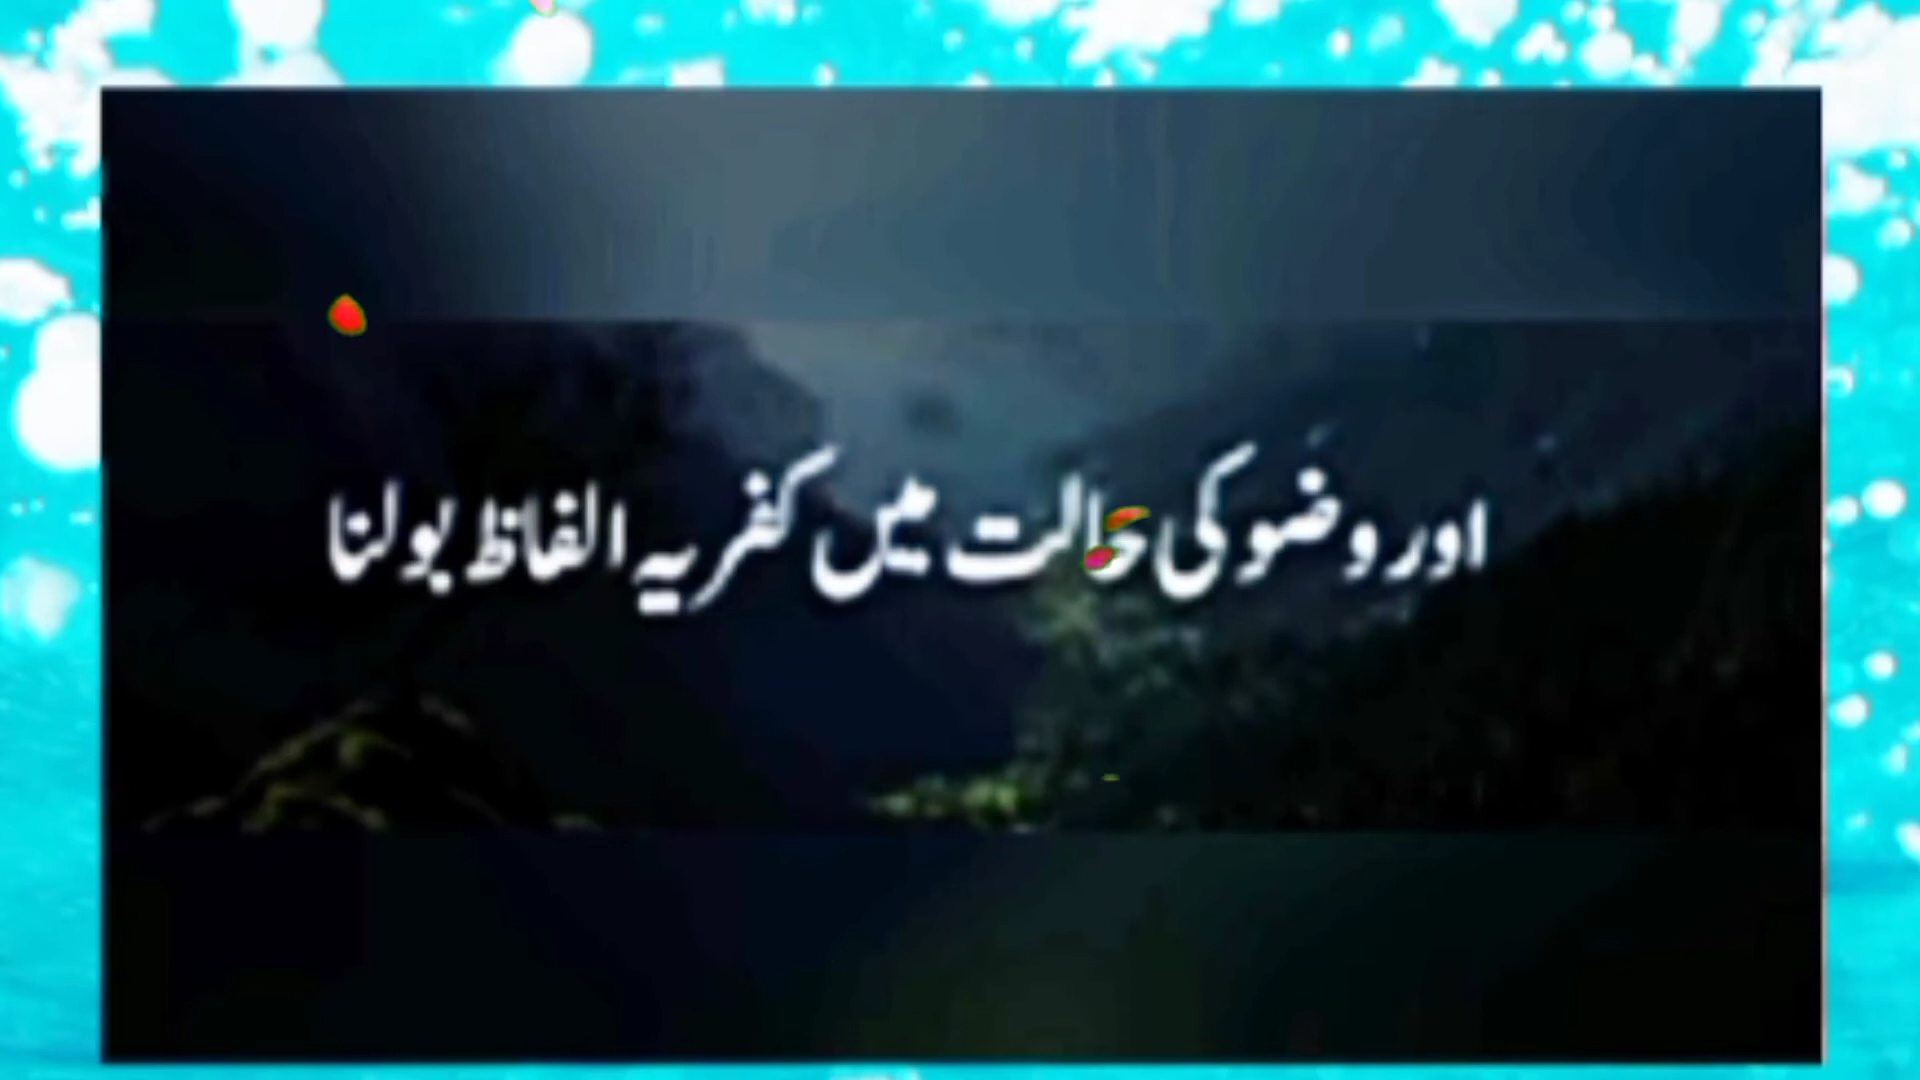 اور وضو کی حالت میں کفریہ الفاظ بولنا